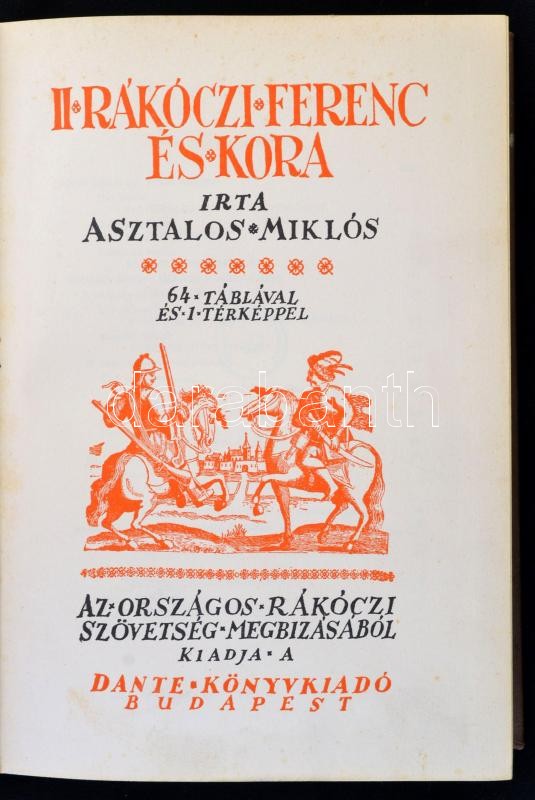 II · RÁKÓCZI · FERENC
ÉS · KORA
IRTA
ASZTALOS · MIKLÓS
64 · TÁBLÁVAL
ÉS · 1 · TÉRKÉPPEL
darabanth
AZ · ORSZÁGOS · RÁKÓCZI
SZÖVETSÉG · MEGBIZÁSÁBÓL
KIADJA · A
DANTE · KÖNYVKIADÓ
BUDAPEST